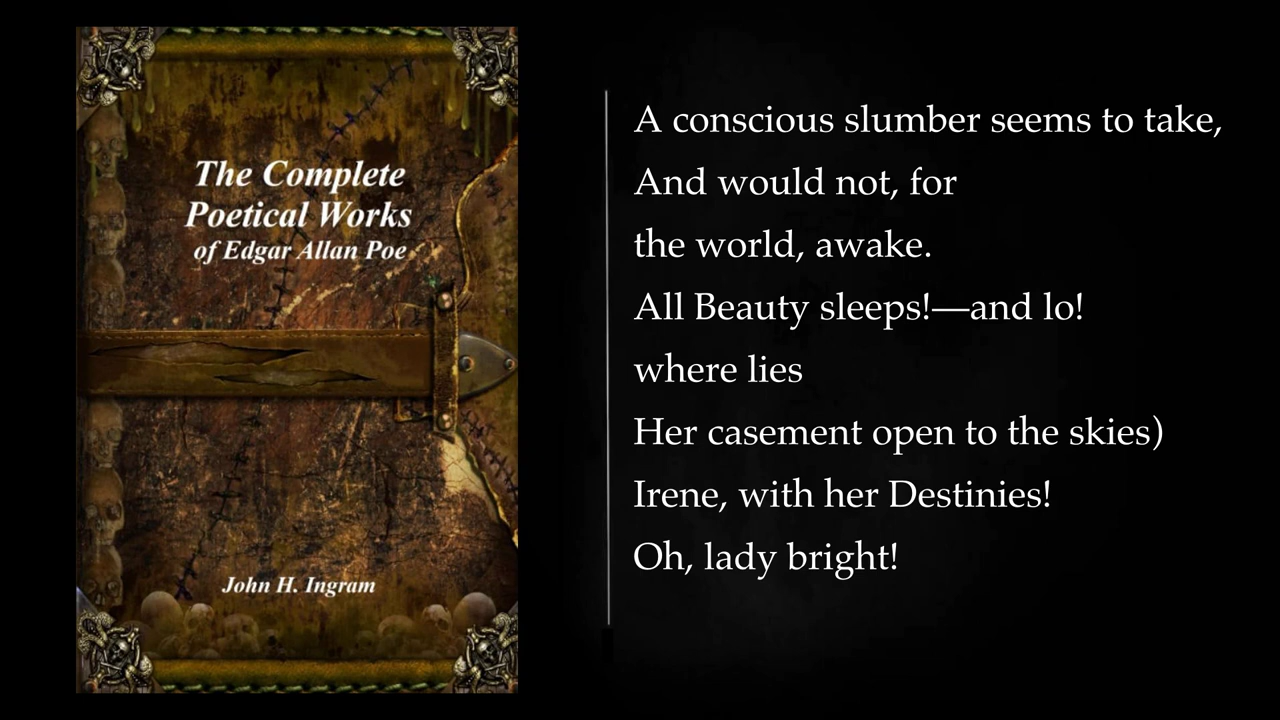 The Complete
Poetical Works
of Edgar Allan Poe
John H. Ingram
A conscious slumber seems to take,
And would not, for
the world, awake.
All Beauty sleeps!—and lo!
where lies
Her casement open to the skies)
Irene, with her Destinies!
Oh, lady bright!